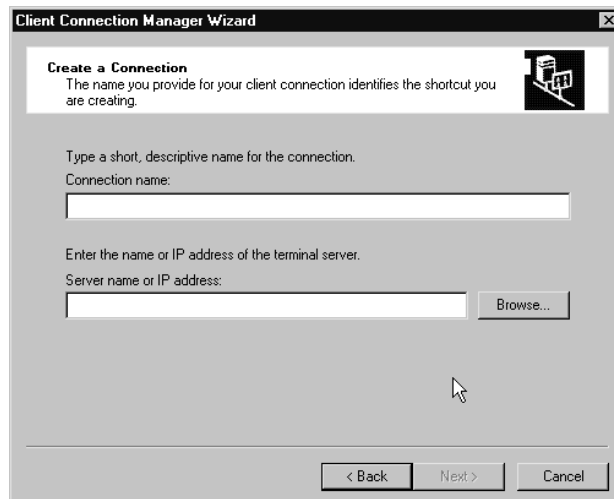 Client Connection Manager Wizard
Create a Connection
The name you provide for your client connection identifies the shortcut you
are creating.
Type a short, descriptive name for the connection.
Connection name:
Enter the name or IP address of the terminal server.
Server name or IP address:
Browse...
< Back
Next >
Cancel